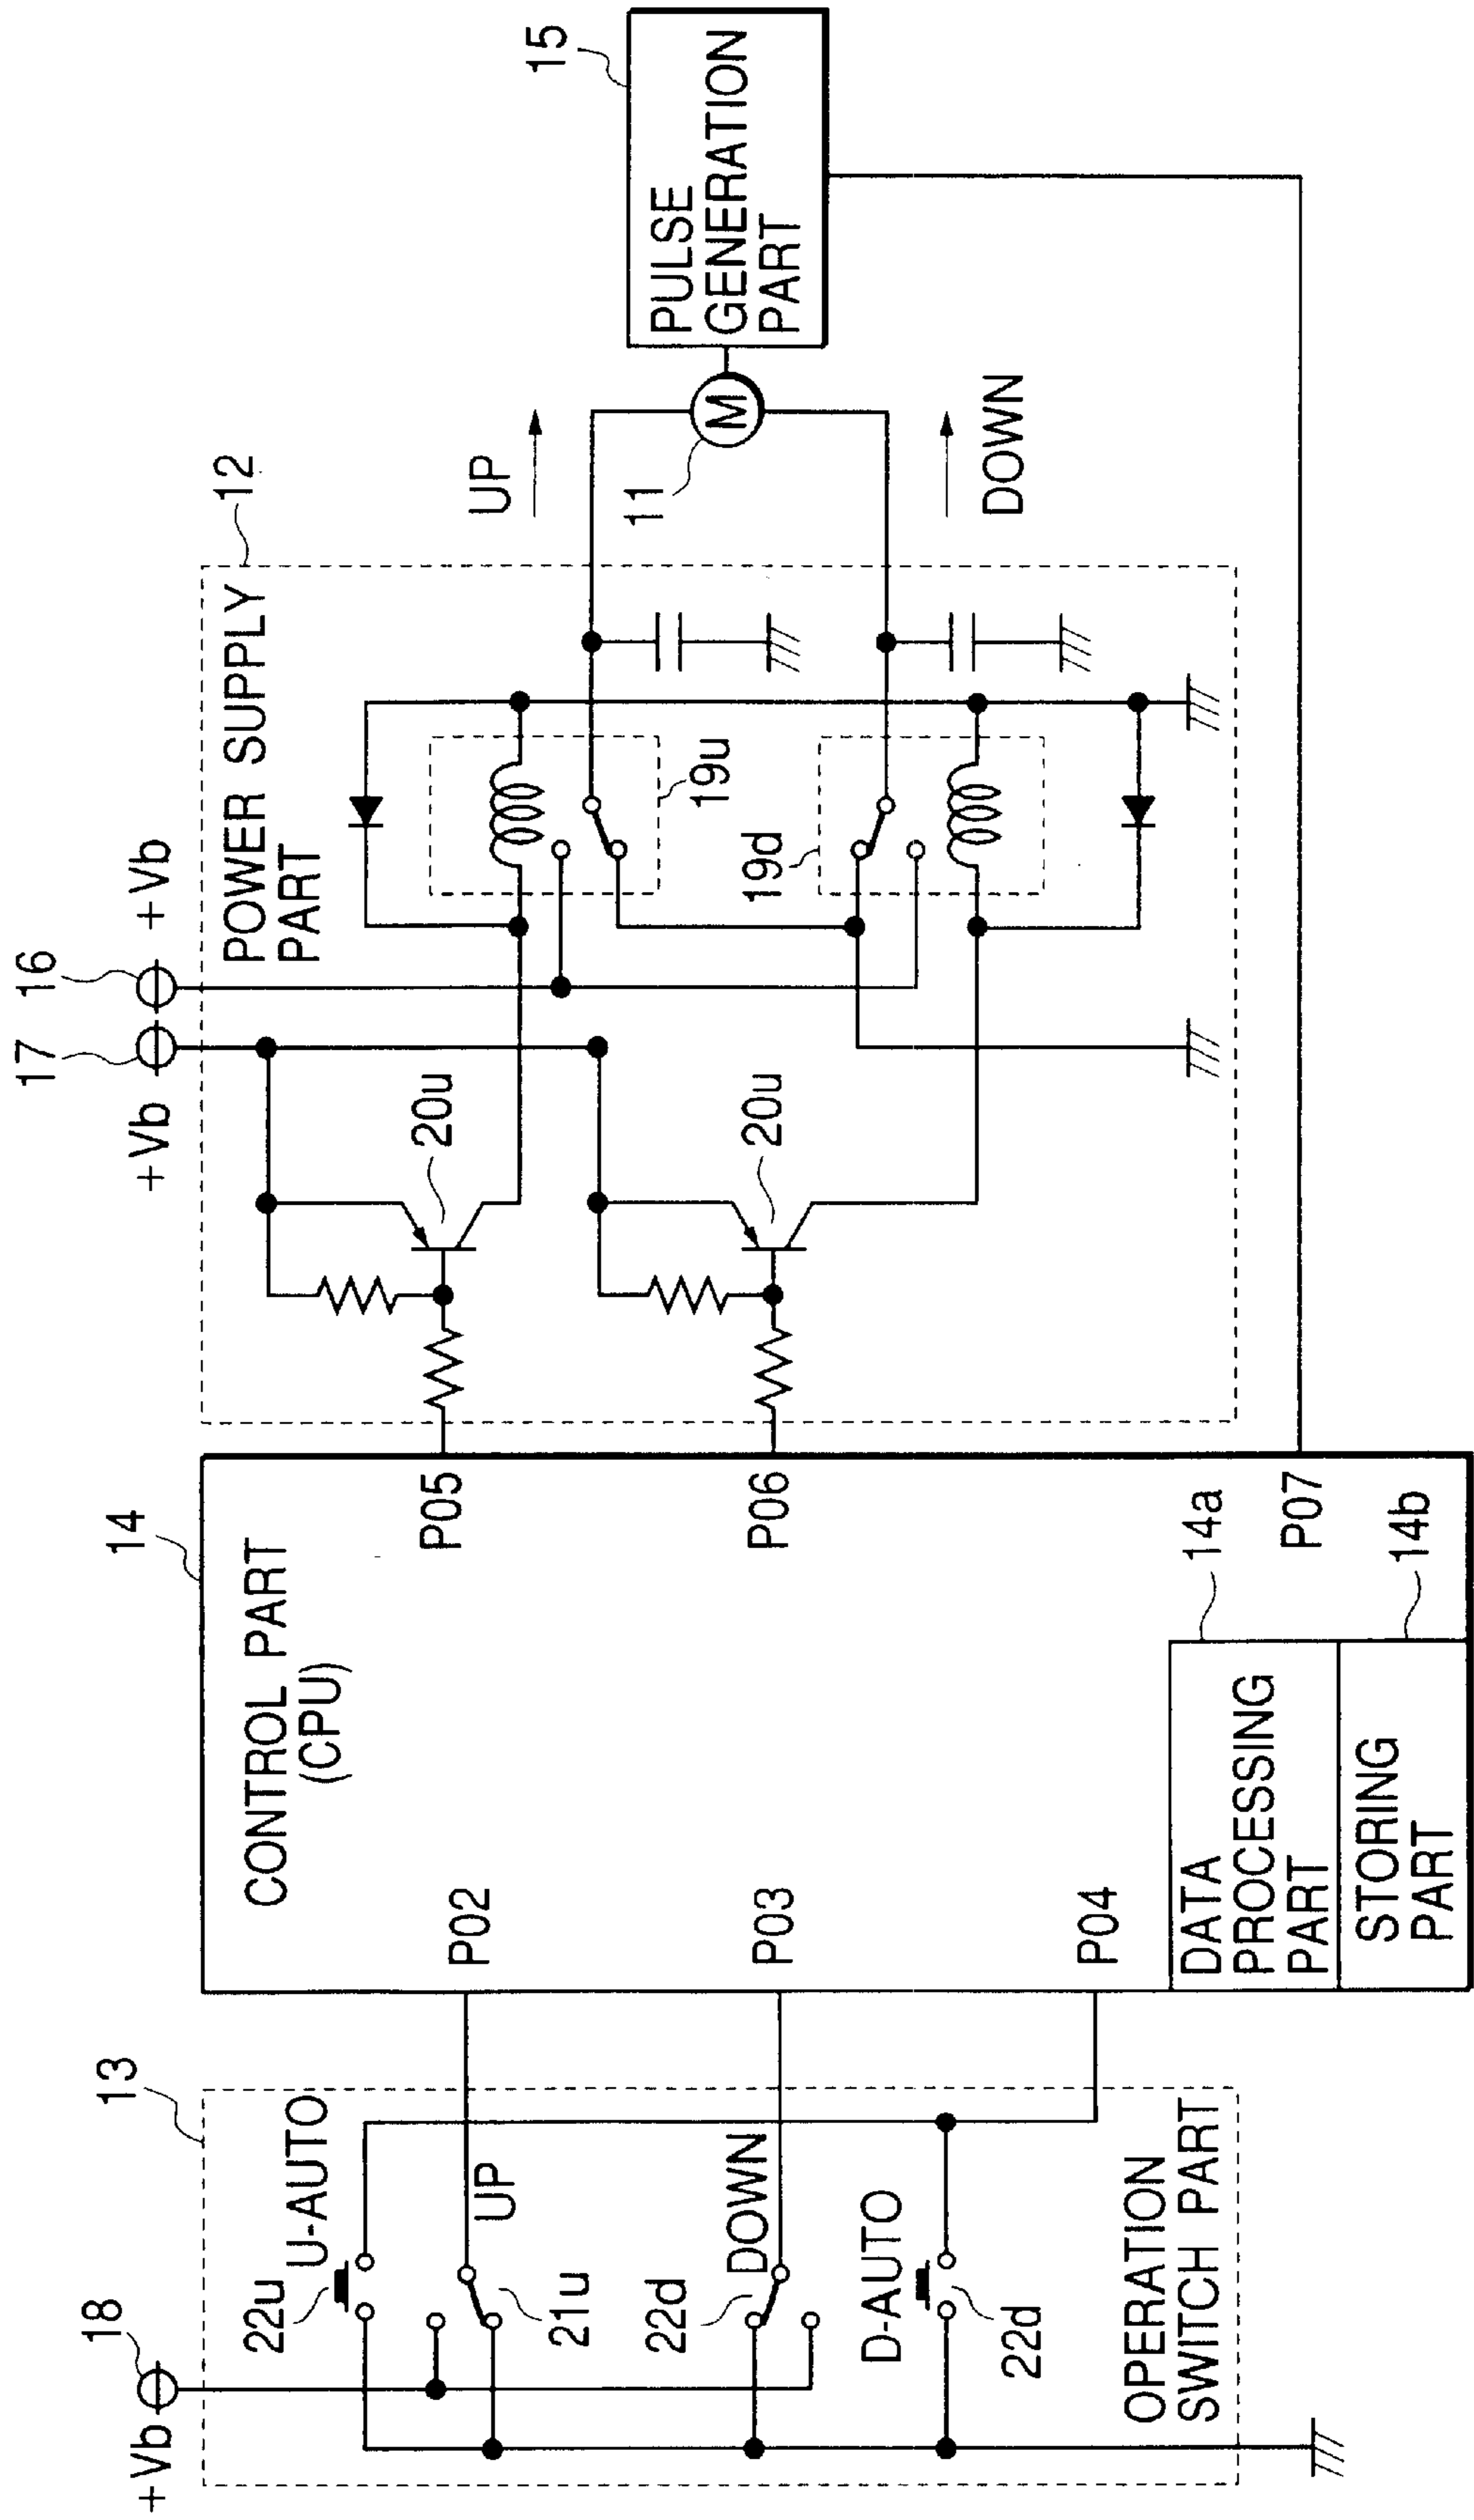 18
+Vb
13
22u
U-AUTO
UP
21u
22d
DOWN
D-AUTO
22d
OPERATION
SWITCH PART
14
CONTROL PART
(CPU)
P02
P03
P04
P05
P06
P07
14a
14b
DATA
PROCESSING
PART
STORING
PART
17
+Vb
16
+Vb
12
POWER SUPPLY
PART
20u
20u
19u
19d
UP
11
M
DOWN
15
PULSE
GENERATION
PART